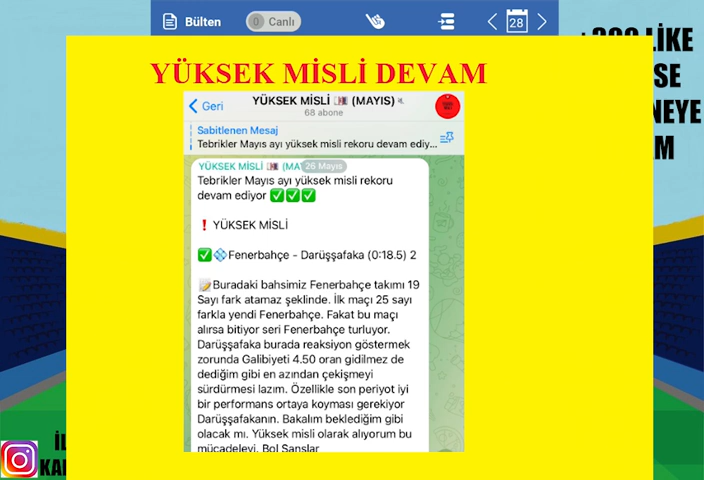 Bülten
0 Canlı
28
LİKE
SE
NEYE
M
YÜKSEK MİSLİ DEVAM
Geri
YÜKSEK MİSLİ (MAYIS)
68 abone
Sabitlenen Mesaj
Tebrikler Mayıs ayı yüksek misli rekoru devam ediy...
YÜKSEK MİSLİ (MA
26 Mayıs
Tebrikler Mayıs ayı yüksek misli rekoru
devam ediyor ✅✅✅
❗ YÜKSEK MİSLİ
✅💠Fenerbahçe - Darüşşafaka (0:18.5) 2
📝Buradaki bahsimiz Fenerbahçe takımı 19
Sayı fark atamaz şeklinde. İlk maçı 25 sayı
farkla yendi Fenerbahçe. Fakat bu maçı
alırsa bitiyor seri Fenerbahçe turluyor.
Darüşşafaka burada reaksiyon göstermek
zorunda Galibiyeti 4.50 oran gidilmez de
dediğim gibi en azından çekişmeyi
sürdürmesi lazım. Özellikle son periyot iyi
bir performans ortaya koyması gerekiyor
Darüşşafakanın. Bakalım beklediğim gibi
olacak mı. Yüksek misli olarak alıyorum bu
mücadeleyi. Bol Şanslar
İL
KA